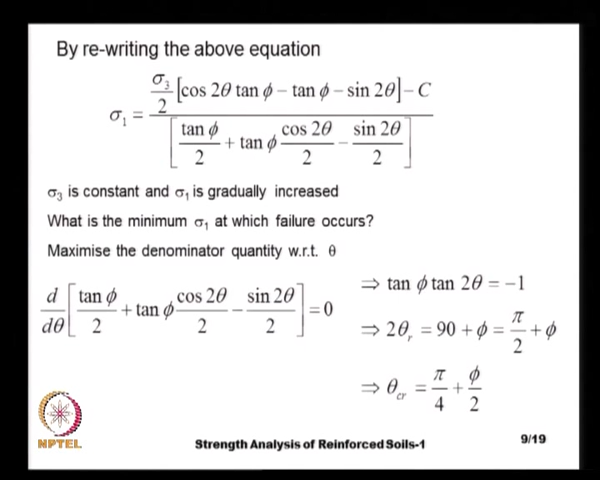 By re-writing the above equation
σ₁ = (σ₃/2 [cos 2θ tan ϕ − tan ϕ − sin 2θ] − C) / [tan ϕ/2 + tan ϕ cos 2θ/2 − sin 2θ/2]
σ₃ is constant and σ₁ is gradually increased
What is the minimum σ₁ at which failure occurs?
Maximise the denominator quantity w.r.t. θ
d/dθ [tan ϕ/2 + tan ϕ cos 2θ/2 − sin 2θ/2] = 0
⇒ tan ϕ tan 2θ = −1
⇒ 2θᵣ = 90 + ϕ = π/2 + ϕ
⇒ θ_cr = π/4 + ϕ/2
NPTEL
Strength Analysis of Reinforced Soils-1
9/19